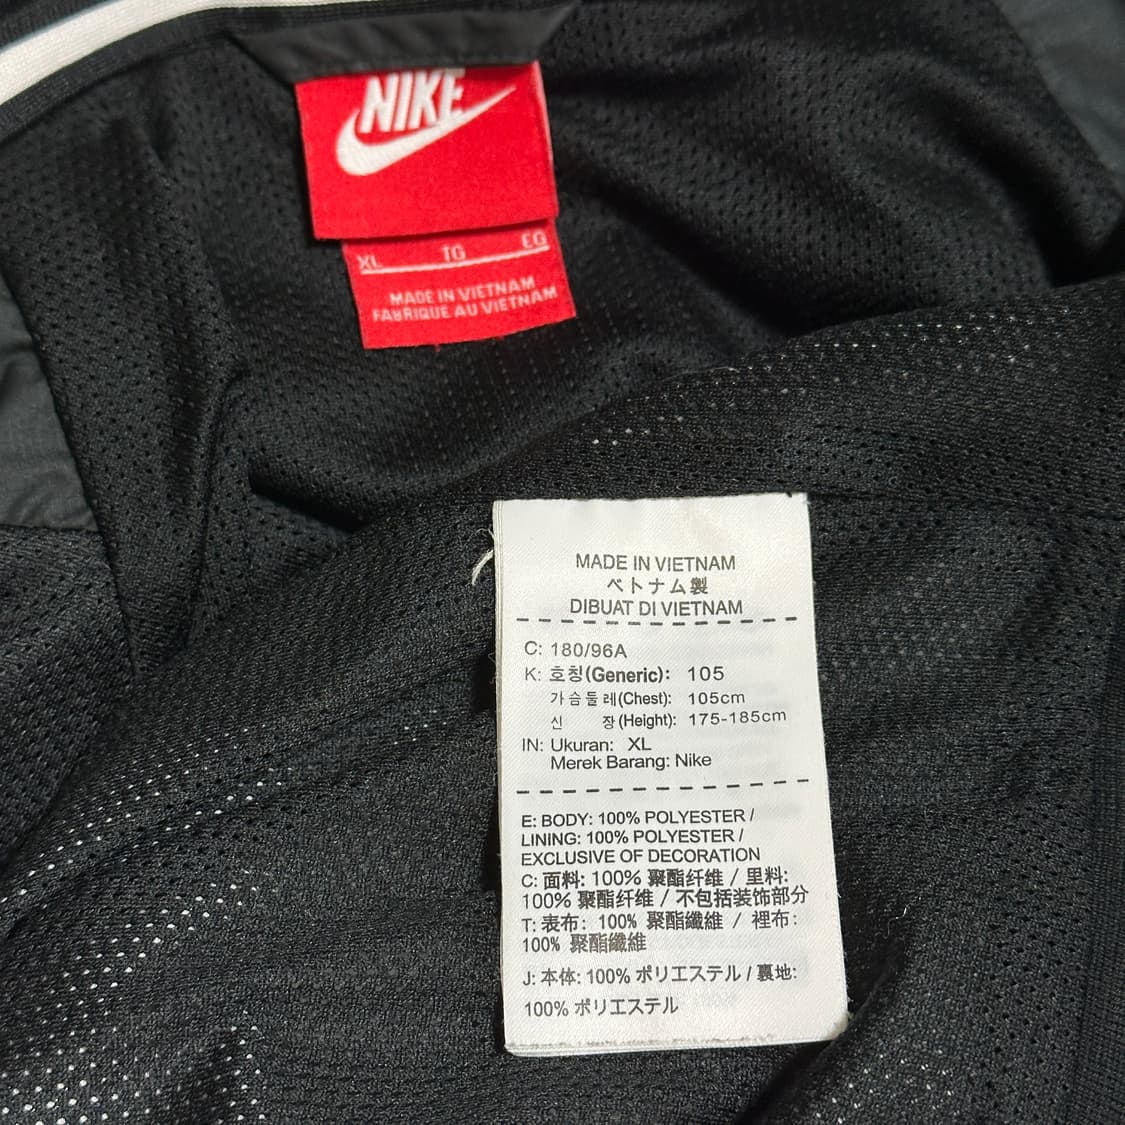 NIKE
XL TG EG
MADE IN VIETNAM
FABRIQUE AU VIETNAM
MADE IN VIETNAM
ベトナム製
DIBUAT DI VIETNAM
C: 180/96A
K: 호칭(Generic): 105
가슴둘레(Chest): 105cm
신 장(Height): 175-185cm
IN: Ukuran: XL
Merek Barang: Nike
E: BODY: 100% POLYESTER /
LINING: 100% POLYESTER /
EXCLUSIVE OF DECORATION
C: 面料: 100% 聚酯纤维 / 里料:
100% 聚酯纤维 / 不包括装饰部分
T: 表布: 100% 聚酯纖維 / 裡布:
100% 聚酯纖維
J: 本体: 100% ポリエステル / 裏地:
100% ポリエステル